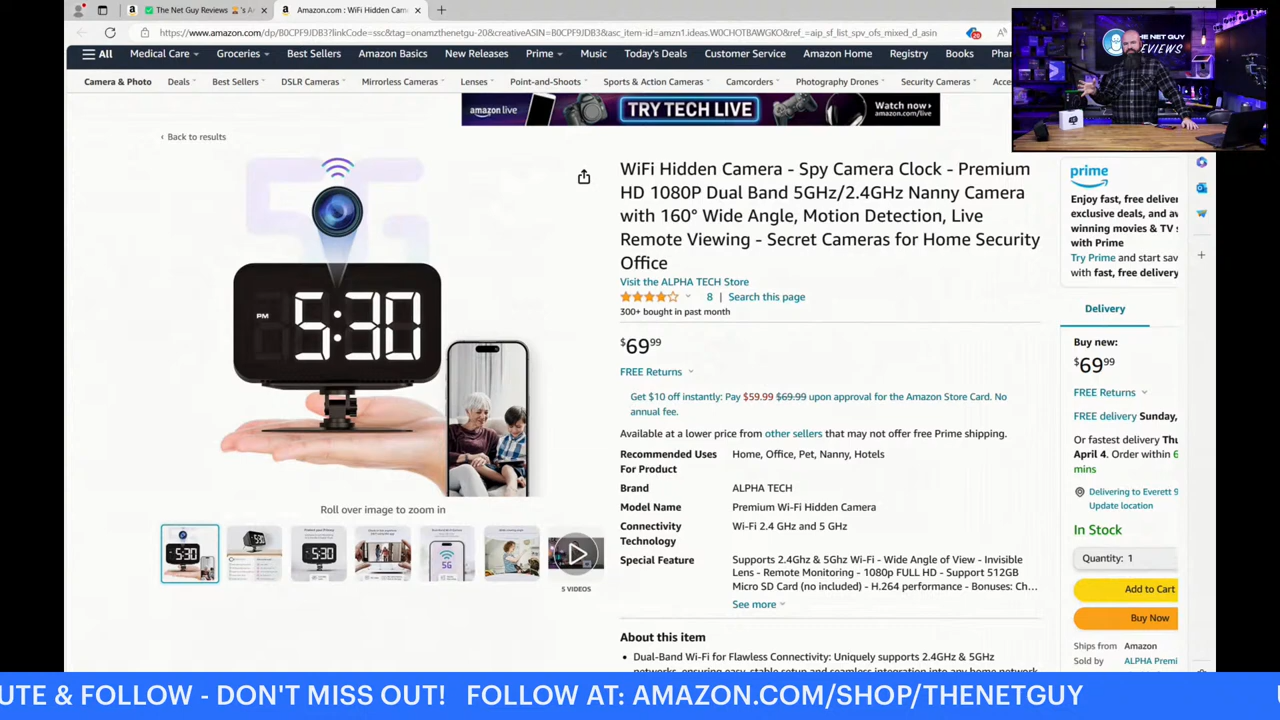 The Net Guy Reviews
Amazon.com : WiFi Hidden Cam
https://www.amazon.com/dp/B0CPF9JDB3?linkCode=ssc&tag=onamzthenetgu-20&creativeASIN=B0CPF9JDB3&asc_item-id=amzn1.ideas.W0CHOTBAWGKO&ref_=aip_sf_list_spv_ofs_mixed_d_asin
All Medical Care Groceries Best Sellers Amazon Basics New Releases Prime Music Today's Deals Customer Service Amazon Home Registry Books
Camera & Photo Deals Best Sellers DSLR Cameras Mirrorless Cameras Lenses Point-and-Shoots Sports & Action Cameras Camcorders Photography Drones Security Cameras
amazon live TRY TECH LIVE Watch now›
amazon.com/live
THE NET GUY
REVIEWS
‹ Back to results
5G
PM 5:30
Roll over image to zoom in
5 VIDEOS
WiFi Hidden Camera - Spy Camera Clock - Premium
HD 1080P Dual Band 5GHz/2.4GHz Nanny Camera
with 160° Wide Angle, Motion Detection, Live
Remote Viewing - Secret Cameras for Home Security
Office
Visit the ALPHA TECH Store
8 | Search this page
300+ bought in past month
$69.99
FREE Returns
Get $10 off instantly: Pay $59.99 $69.99 upon approval for the Amazon Store Card. No
annual fee.
Available at a lower price from other sellers that may not offer free Prime shipping.
Recommended Uses For Product Home, Office, Pet, Nanny, Hotels
Brand ALPHA TECH
Model Name Premium Wi-Fi Hidden Camera
Connectivity Technology Wi-Fi 2.4 GHz and 5 GHz
Special Feature Supports 2.4Ghz & 5Ghz Wi-Fi - Wide Angle of View - Invisible
Lens - Remote Monitoring - 1080p FULL HD - Support 512GB
Micro SD Card (no included) - H.264 performance - Bonuses: Ch...
See more
About this item
• Dual-Band Wi-Fi for Flawless Connectivity: Uniquely supports 2.4GHz & 5GHz
networks, ensuring easy, stable setup and seamless integration into any home network
prime
Enjoy fast, free
exclusive deals, and
winning movies & TV
with Prime
Try Prime and start
with fast, free delivery
Delivery
Buy new:
$69.99
FREE Returns
FREE delivery Sunday,
Or fastest delivery
April 4. Order within 6
mins
Delivering to Everett
Update location
In Stock
Quantity: 1
Add to Cart
Buy Now
Ships from Amazon
Sold by ALPHA
UTE & FOLLOW - DON'T MISS OUT! FOLLOW AT: AMAZON.COM/SHOP/THENETGUY